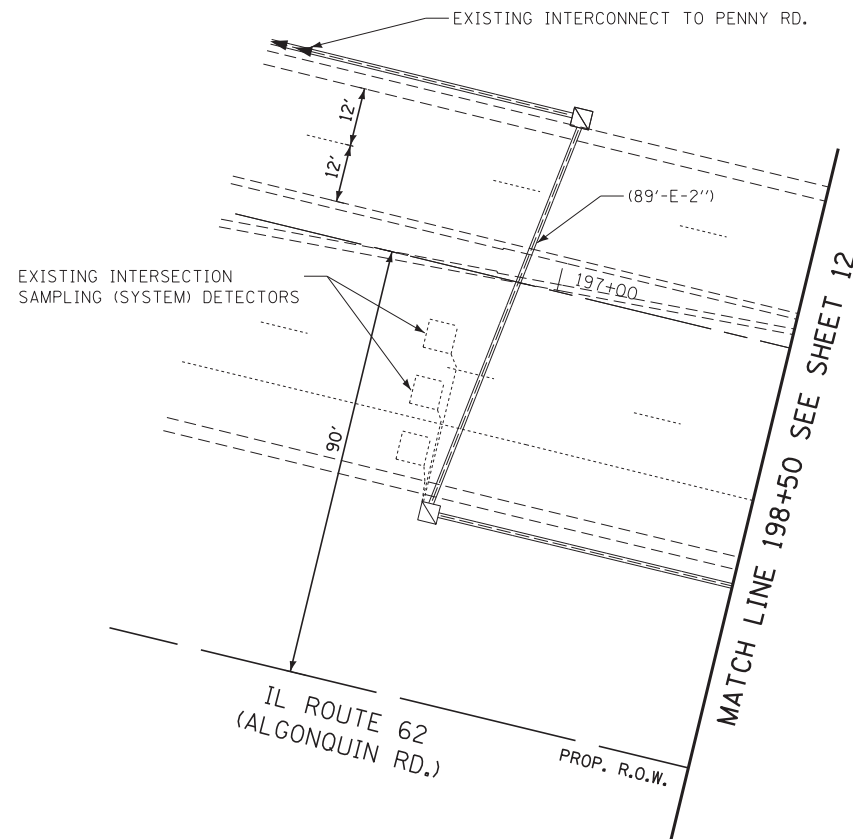 EXISTING INTERCONNECT TO PENNY RD.
12'
12'
(89'-E-2'')
EXISTING INTERSECTION
SAMPLING (SYSTEM) DETECTORS
197+00
90'
MATCH LINE 198+50 SEE SHEET 12
IL ROUTE 62
(ALGONQUIN RD.)
PROP. R.O.W.